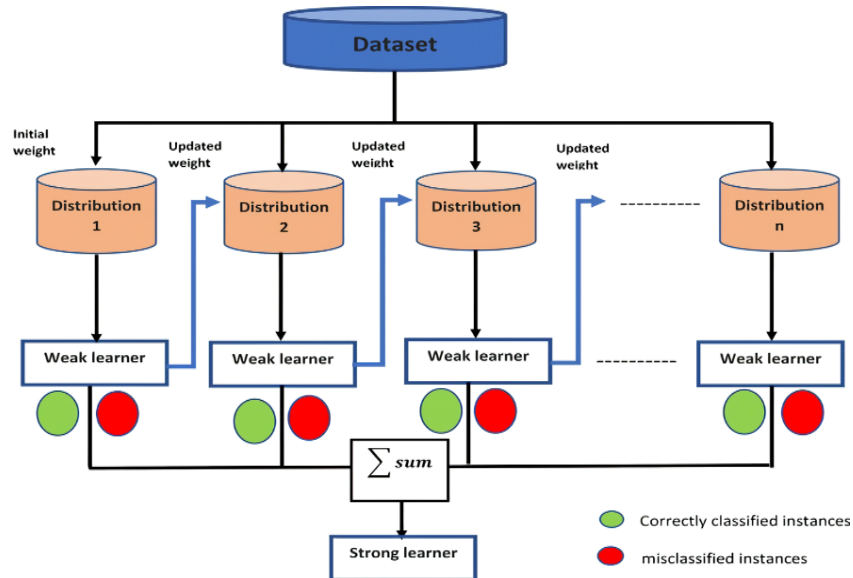 Dataset
Initial
weight
Updated
weight
Updated
weight
Updated
weight
Distribution
1
Distribution
2
Distribution
3
Distribution
n
Weak learner
Weak learner
Weak learner
Weak learner
∑ sum
Strong learner
Correctly classified instances
misclassified instances